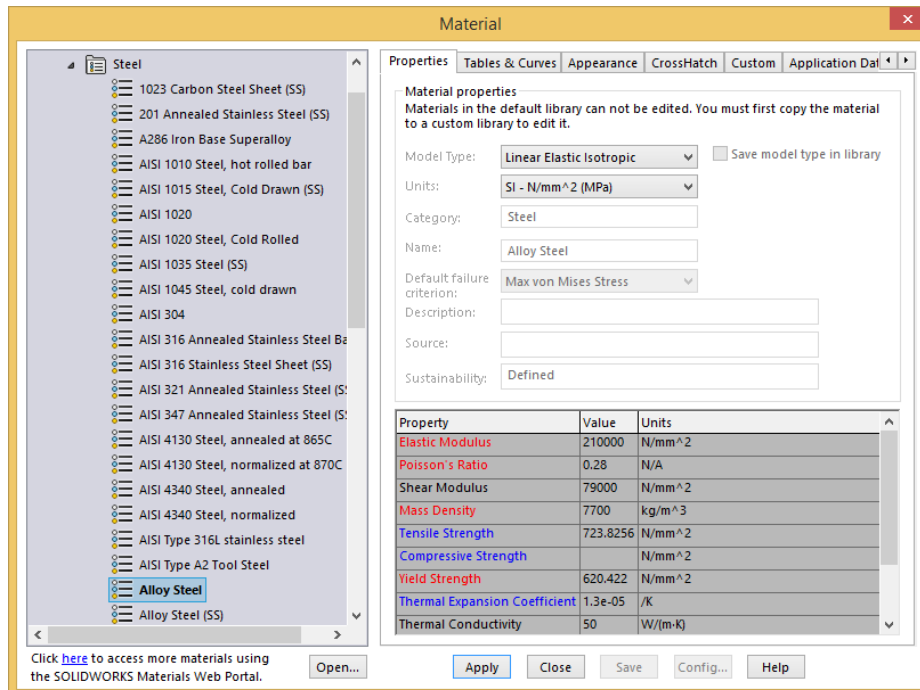 Material
Steel
1023 Carbon Steel Sheet (SS)
201 Annealed Stainless Steel (SS)
A286 Iron Base Superalloy
AISI 1010 Steel, hot rolled bar
AISI 1015 Steel, Cold Drawn (SS)
AISI 1020
AISI 1020 Steel, Cold Rolled
AISI 1035 Steel (SS)
AISI 1045 Steel, cold drawn
AISI 304
AISI 316 Annealed Stainless Steel Ba
AISI 316 Stainless Steel Sheet (SS)
AISI 321 Annealed Stainless Steel (S
AISI 347 Annealed Stainless Steel (S
AISI 4130 Steel, annealed at 865C
AISI 4130 Steel, normalized at 870C
AISI 4340 Steel, annealed
AISI 4340 Steel, normalized
AISI Type 316L stainless steel
AISI Type A2 Tool Steel
Alloy Steel
Alloy Steel (SS)
Click here to access more materials using
the SOLIDWORKS Materials Web Portal.
Open...
Properties Tables & Curves Appearance CrossHatch Custom Application Dat
Material properties
Materials in the default library can not be edited. You must first copy the material
to a custom library to edit it.
Model Type: Linear Elastic Isotropic Save model type in library
Units: SI - N/mm^2 (MPa)
Category: Steel
Name: Alloy Steel
Default failure
criterion: Max von Mises Stress
Description:
Source:
Sustainability: Defined
Property Value Units
Elastic Modulus 210000 N/mm^2
Poisson's Ratio 0.28 N/A
Shear Modulus 79000 N/mm^2
Mass Density 7700 kg/m^3
Tensile Strength 723.8256 N/mm^2
Compressive Strength N/mm^2
Yield Strength 620.422 N/mm^2
Thermal Expansion Coefficient 1.3e-05 /K
Thermal Conductivity 50 W/(m·K)
Apply Close Save Config... Help